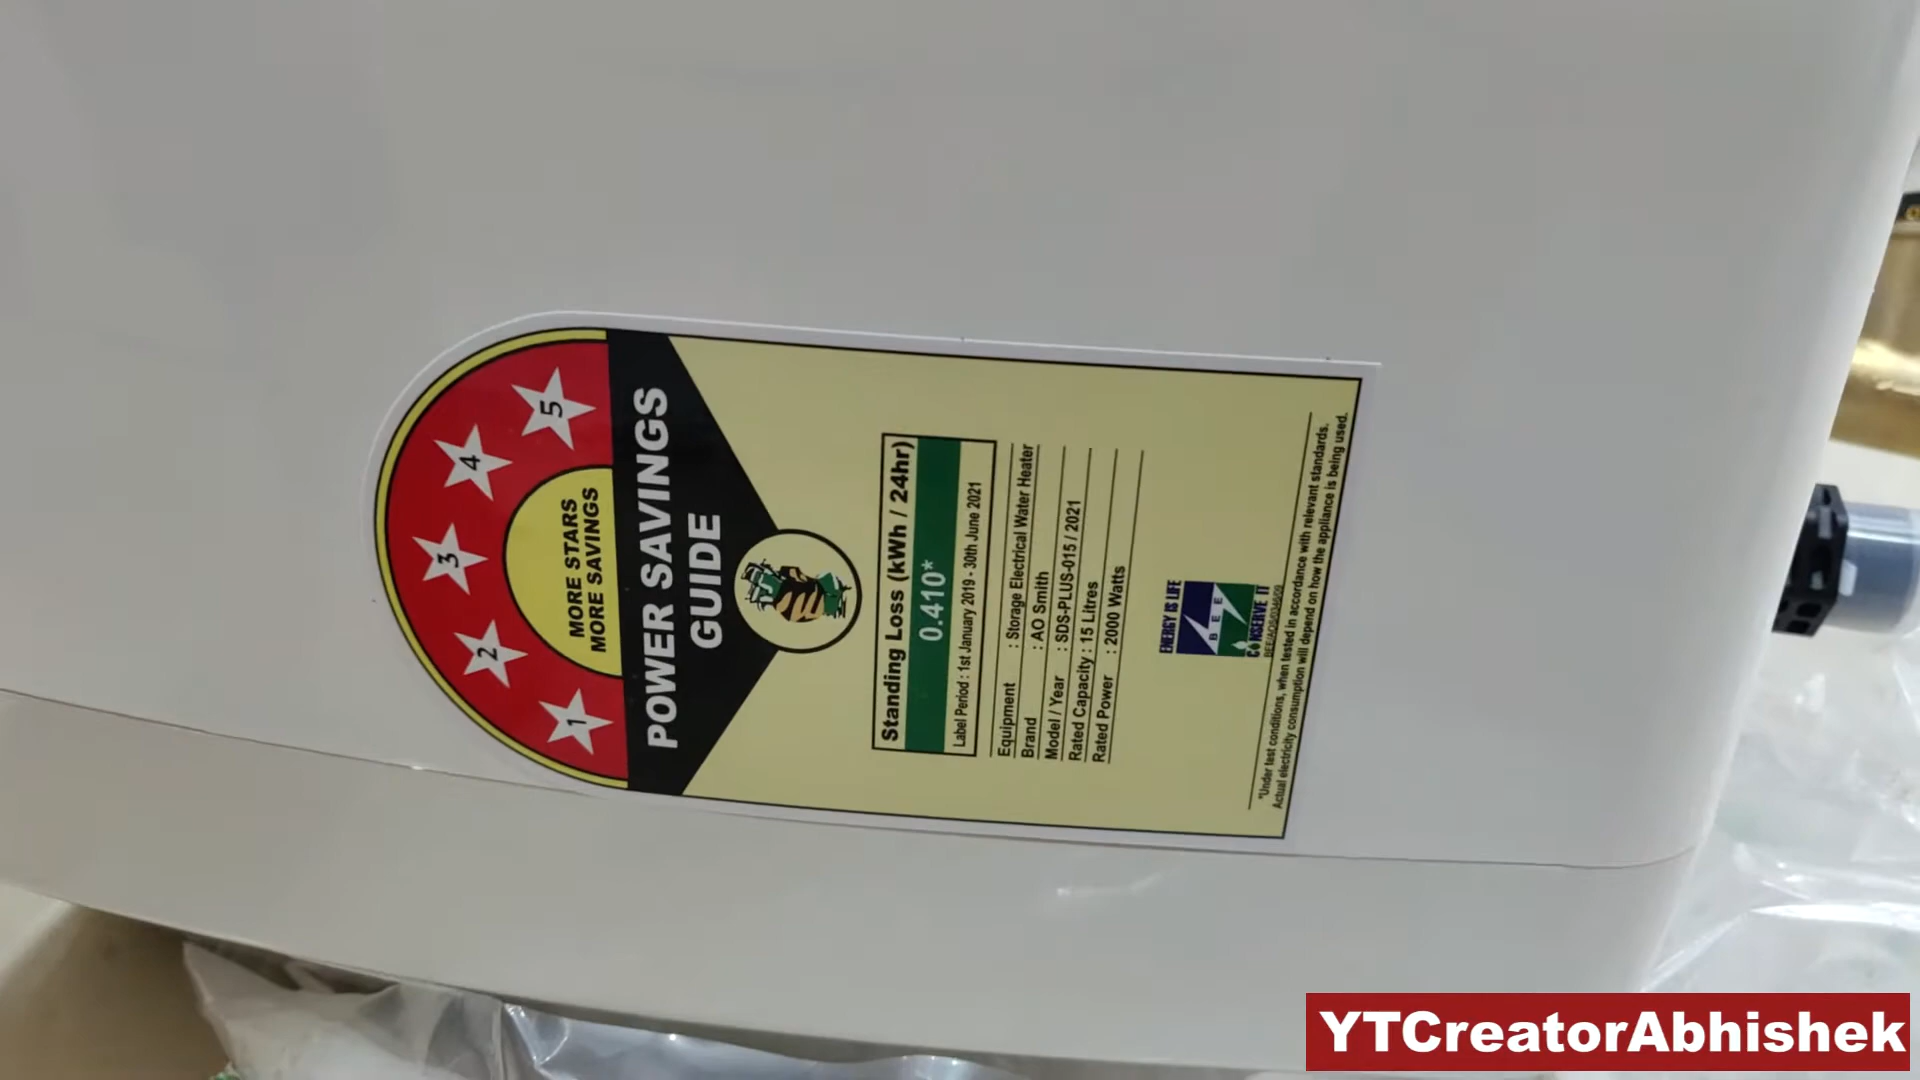 1
2
3
4
5
MORE STARS
MORE SAVINGS
POWER SAVINGS
GUIDE
Standing Loss (kWh / 24hr)
0.410*
Label Period : 1st January 2019 - 30th June 2021
Equipment : Storage Electrical Water Heater
Brand : AO Smith
Model / Year : SDS-PLUS-015 / 2021
Rated Capacity : 15 Litres
Rated Power : 2000 Watts
ENERGY IS LIFE
BEE
CONSERVE IT
*Under test conditions, when tested in accordance with relevant standards.
Actual electricity consumption will depend on how the appliance is being used.
YTCreatorAbhishek